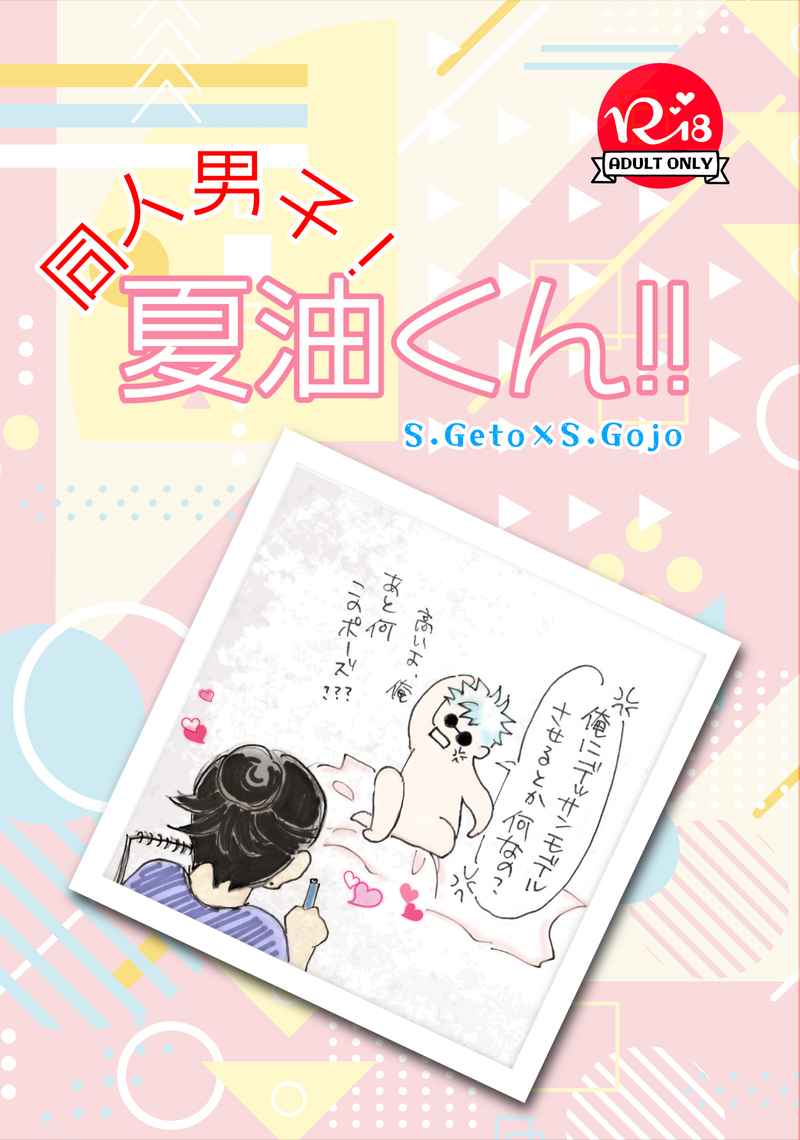 R18
ADULT ONLY
同人男子!
夏油くん!!
S.Geto×S.Gojo
俺にデッサンモデル
させるとか何なの?
高いよ、俺
あと何
このポーズ???